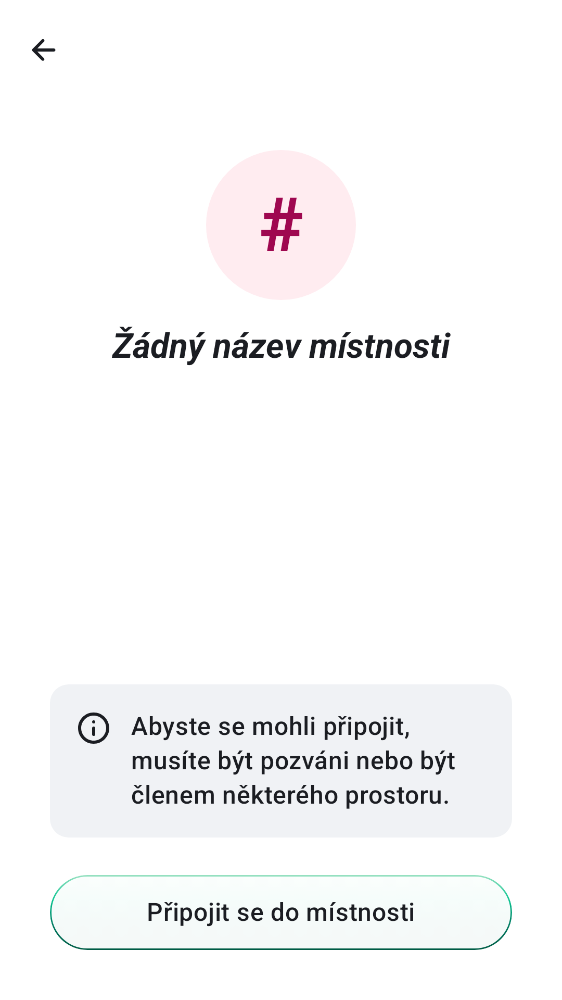 #
Žádný název místnosti
Abyste se mohli připojit,
musíte být pozváni nebo být
členem některého prostoru.
Připojit se do místnosti